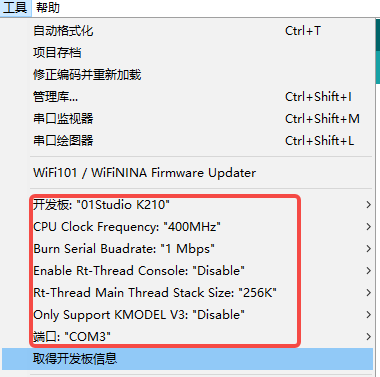 工具 帮助
自动格式化 Ctrl+T
项目存档
修正编码并重新加载
管理库... Ctrl+Shift+I
串口监视器 Ctrl+Shift+M
串口绘图器 Ctrl+Shift+L
WiFi101 / WiFiNINA Firmware Updater
开发板: "01Studio K210"
CPU Clock Frequency: "400MHz"
Burn Serial Buadrate: "1 Mbps"
Enable Rt-Thread Console: "Disable"
Rt-Thread Main Thread Stack Size: "256K"
Only Support KMODEL V3: "Disable"
端口: "COM3"
取得开发板信息